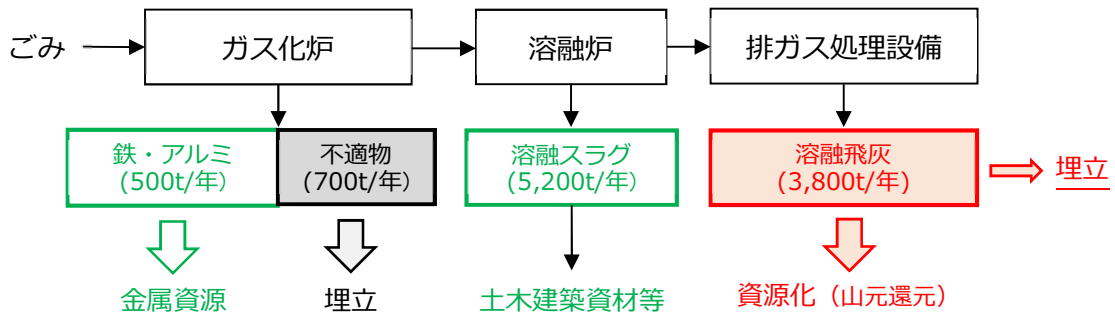 ごみ
ガス化炉
溶融炉
排ガス処理設備
鉄・アルミ
(500t/年)
不適物
(700t/年)
溶融スラグ
(5,200t/年)
溶融飛灰
(3,800t/年)
埋立
金属資源
埋立
土木建築資材等
資源化（山元還元）